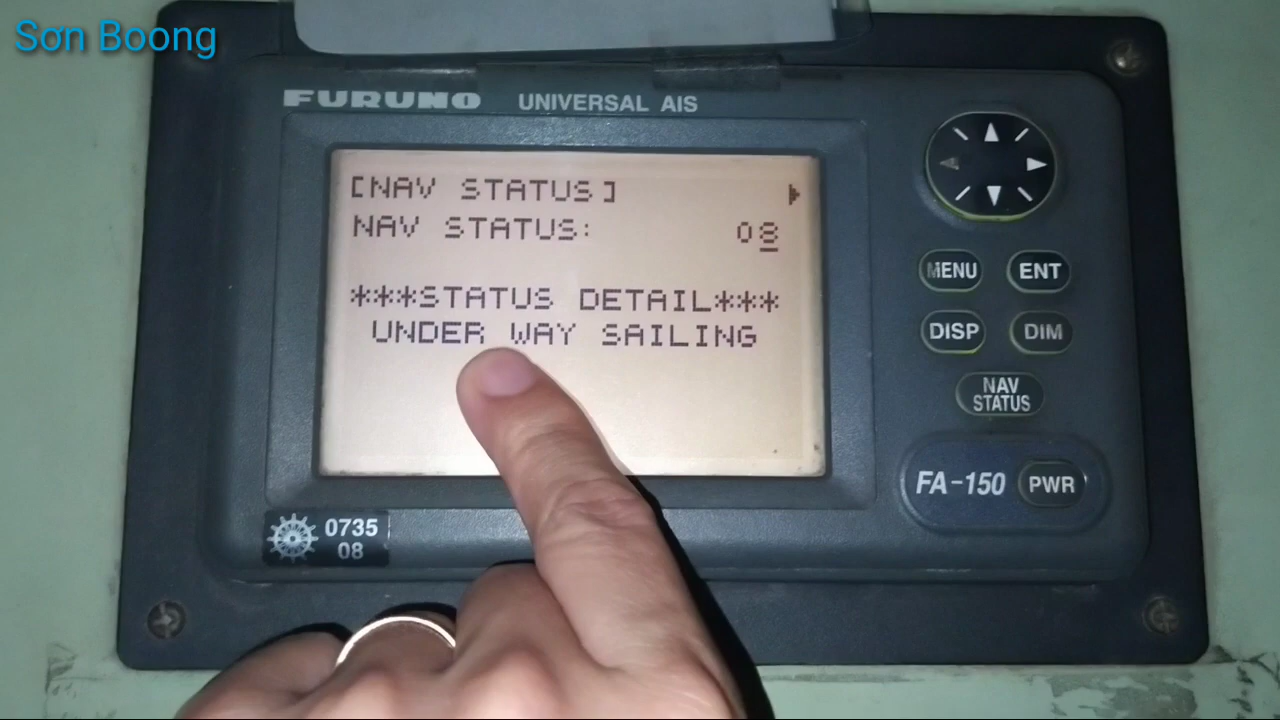 Sơn Boong
FURUNO UNIVERSAL AIS
[NAV STATUS]
NAV STATUS: 08
***STATUS DETAIL***
UNDER WAY SAILING
MENU ENT
DISP DIM
NAV
STATUS
FA-150 PWR
0735
08